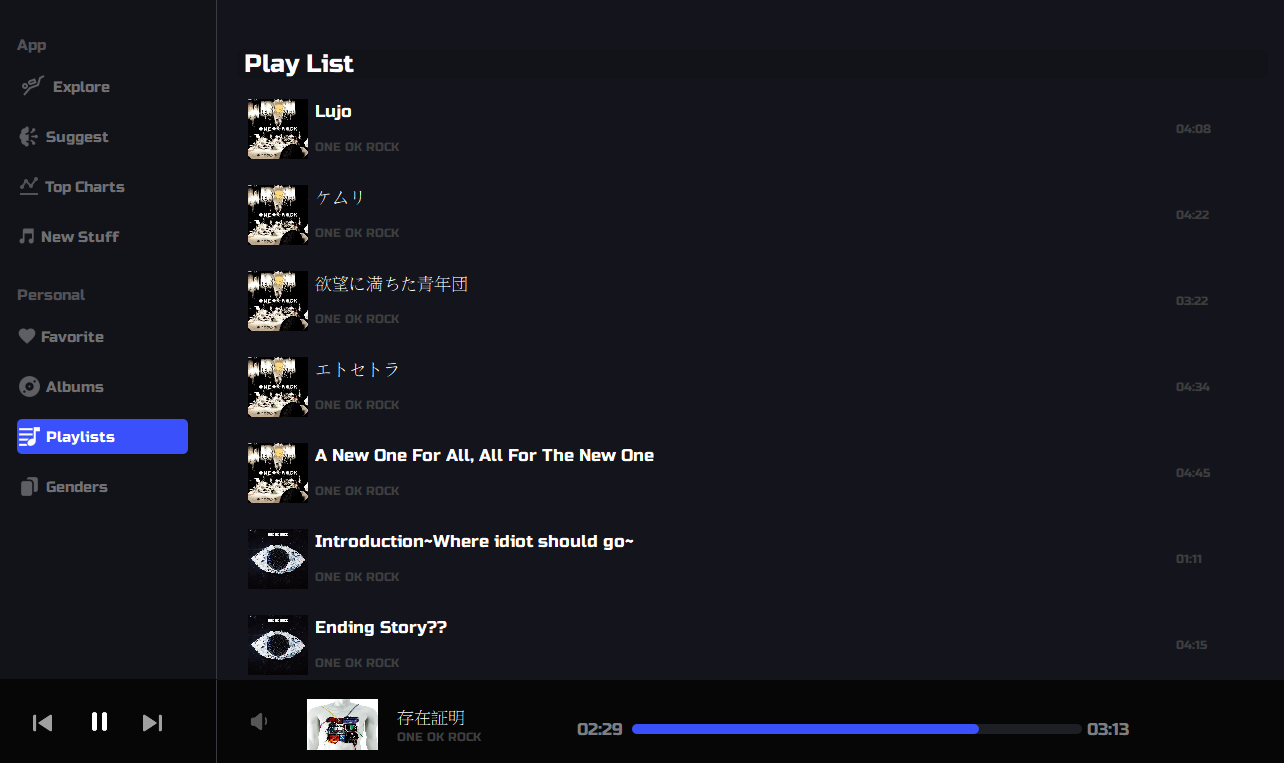 App
Explore
Suggest
Top Charts
New Stuff
Personal
Favorite
Albums
Playlists
Genders
Play List
Lujo
ONE OK ROCK
04:08
ケムリ
ONE OK ROCK
04:22
欲望に満ちた青年団
ONE OK ROCK
03:22
エトセトラ
ONE OK ROCK
04:34
A New One For All, All For The New One
ONE OK ROCK
04:45
Introduction~Where idiot should go~
ONE OK ROCK
01:11
Ending Story??
ONE OK ROCK
04:15
存在証明
ONE OK ROCK
02:29
03:13